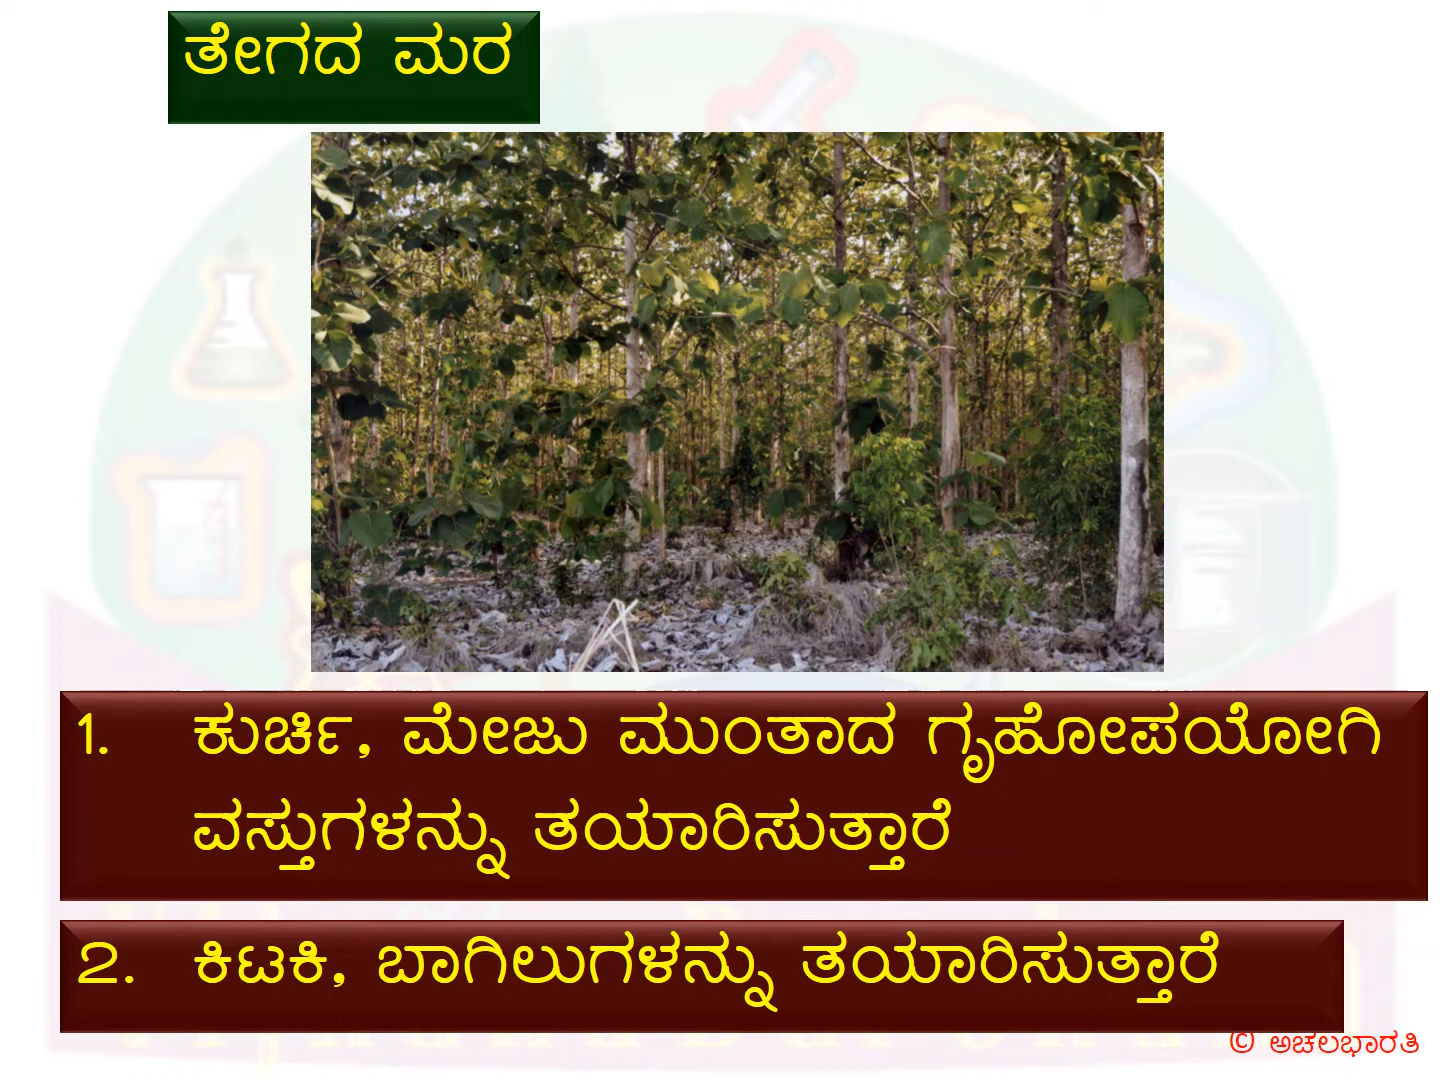 ತೇಗದ ಮರ
1. ಕುರ್ಚಿ, ಮೇಜು ಮುಂತಾದ ಗೃಹೋಪಯೋಗಿ
ವಸ್ತುಗಳನ್ನು ತಯಾರಿಸುತ್ತಾರೆ
2. ಕಿಟಕಿ, ಬಾಗಿಲುಗಳನ್ನು ತಯಾರಿಸುತ್ತಾರೆ
© ಅಚಲಭಾರತಿ